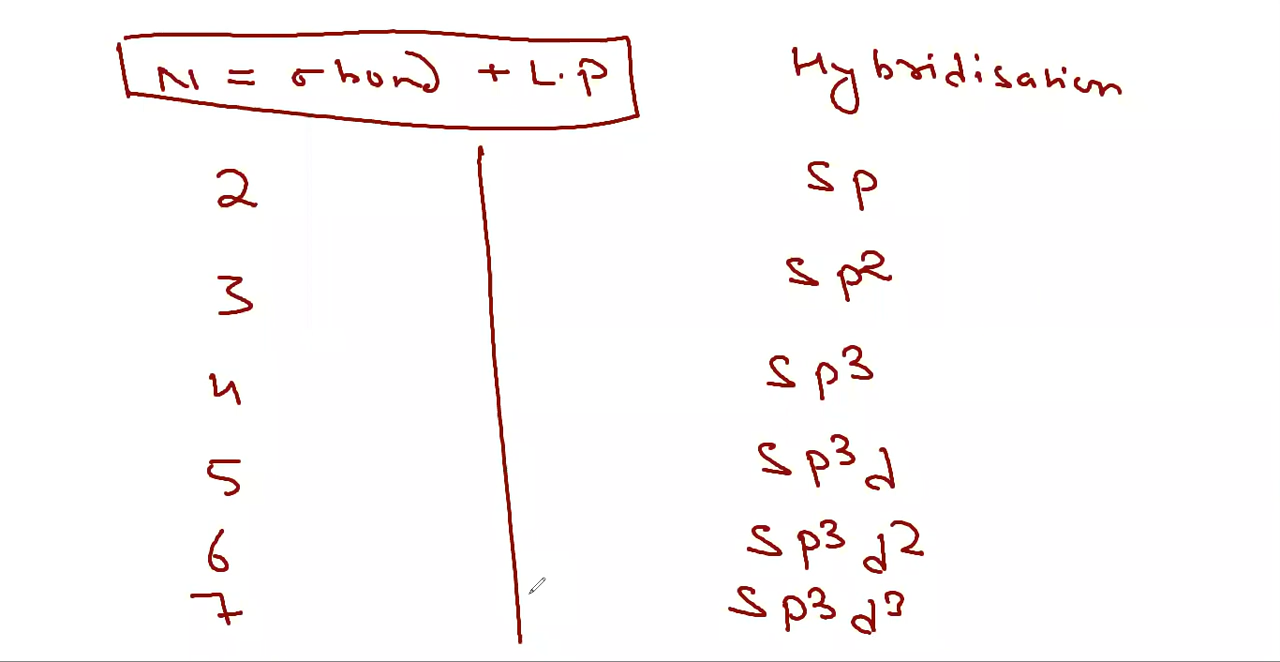 N = σ bond + L.P Hybridisation
2 sp
3 sp2
4 sp3
5 sp3d
6 sp3d2
7 sp3d3